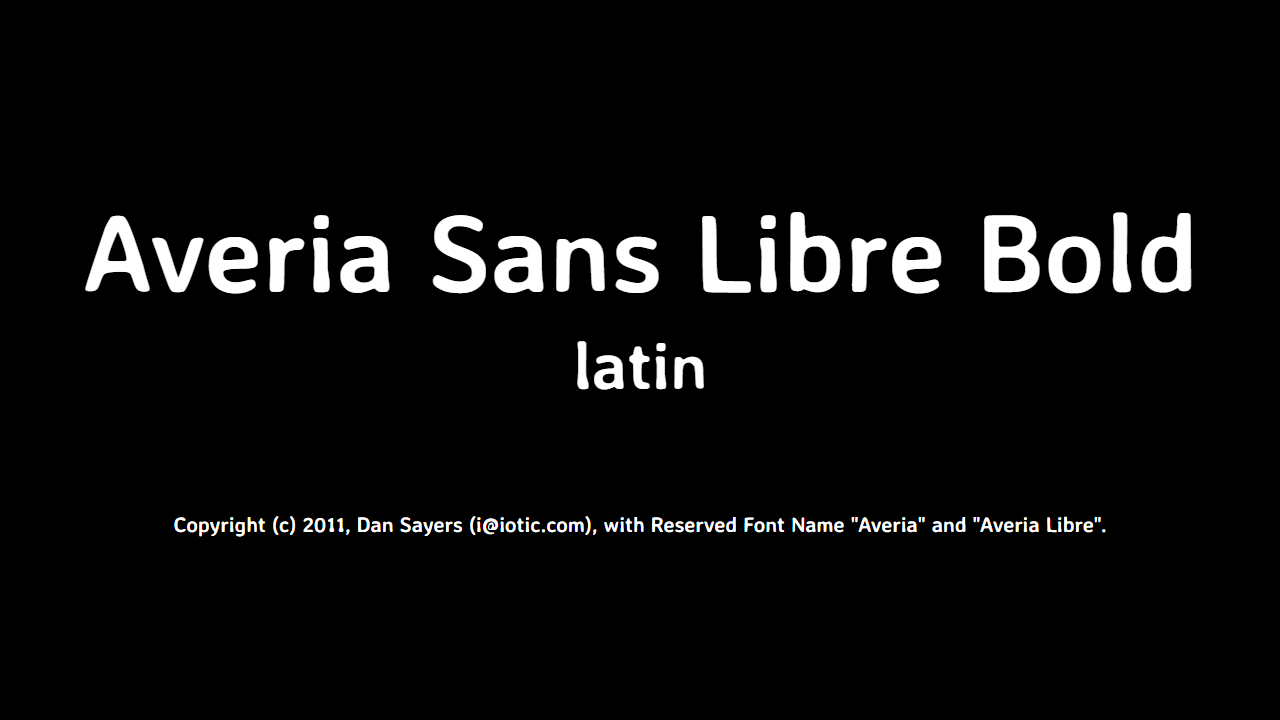 Averia Sans Libre Bold
latin
Copyright (c) 2011, Dan Sayers (i@iotic.com), with Reserved Font Name "Averia" and "Averia Libre".